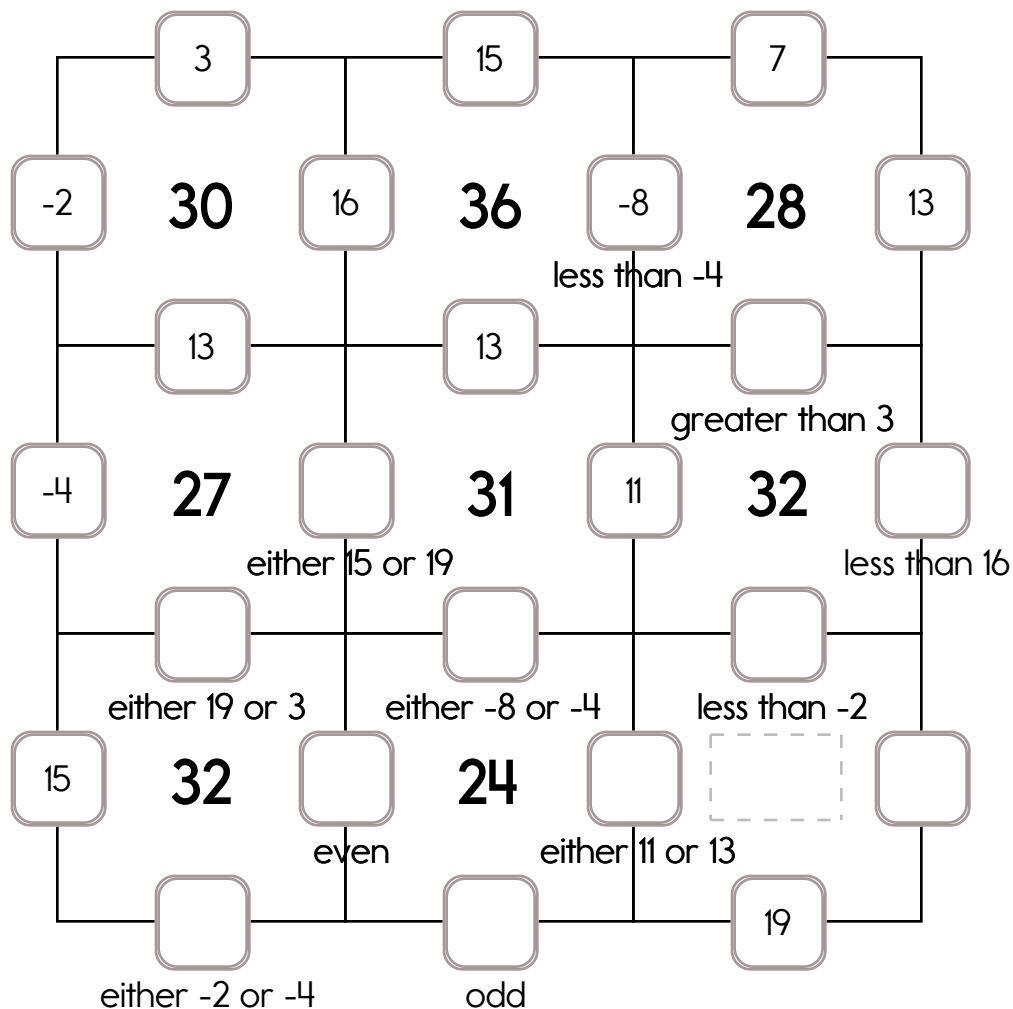 3 15 7
-2 30 16 36 -8 28 13
less than -4
13 13
greater than 3
-4 27 31 11 32
either 15 or 19 less than 16
either 19 or 3 either -8 or -4 less than -2
15 32 24
even either 11 or 13
19
either -2 or -4 odd